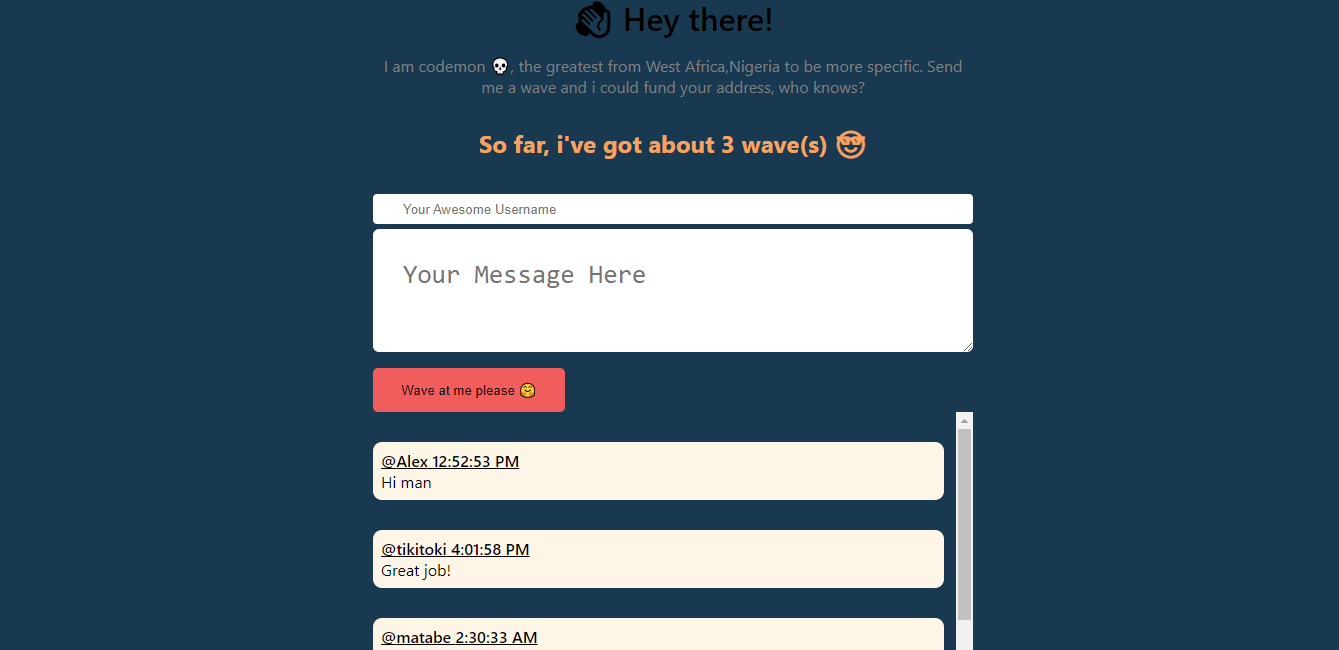 👋 Hey there!
I am codemon 💀, the greatest from West Africa,Nigeria to be more specific. Send
me a wave and i could fund your address, who knows?
So far, i've got about 3 wave(s) 🤓
Your Awesome Username
Your Message Here
Wave at me please 🤗
@Alex 12:52:53 PM
Hi man
@tikitoki 4:01:58 PM
Great job!
@matabe 2:30:33 AM